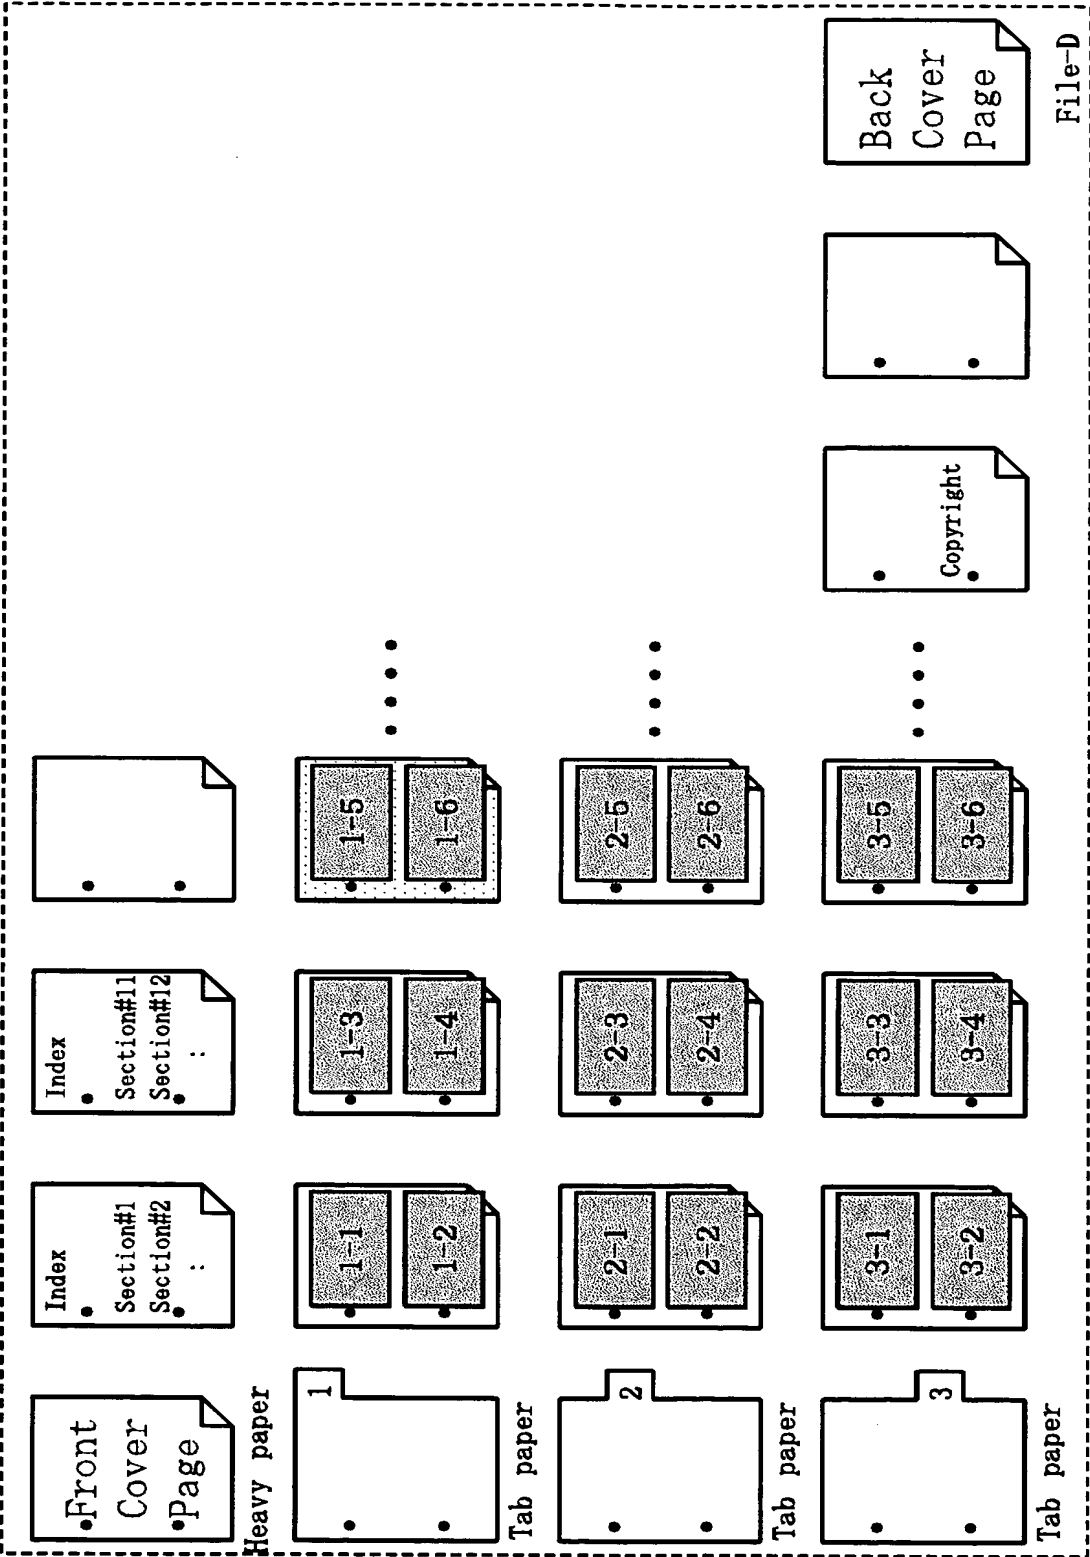 Front
Cover
Page
Heavy paper
Index
Section#1
Section#2
:
Index
Section#11
Section#12
:
1
Tab paper
1-1
1-2
1-3
1-4
1-5
1-6
2
Tab paper
2-1
2-2
2-3
2-4
2-5
2-6
3
Tab paper
3-1
3-2
3-3
3-4
3-5
3-6
Copyright
Back
Cover
Page
File-D